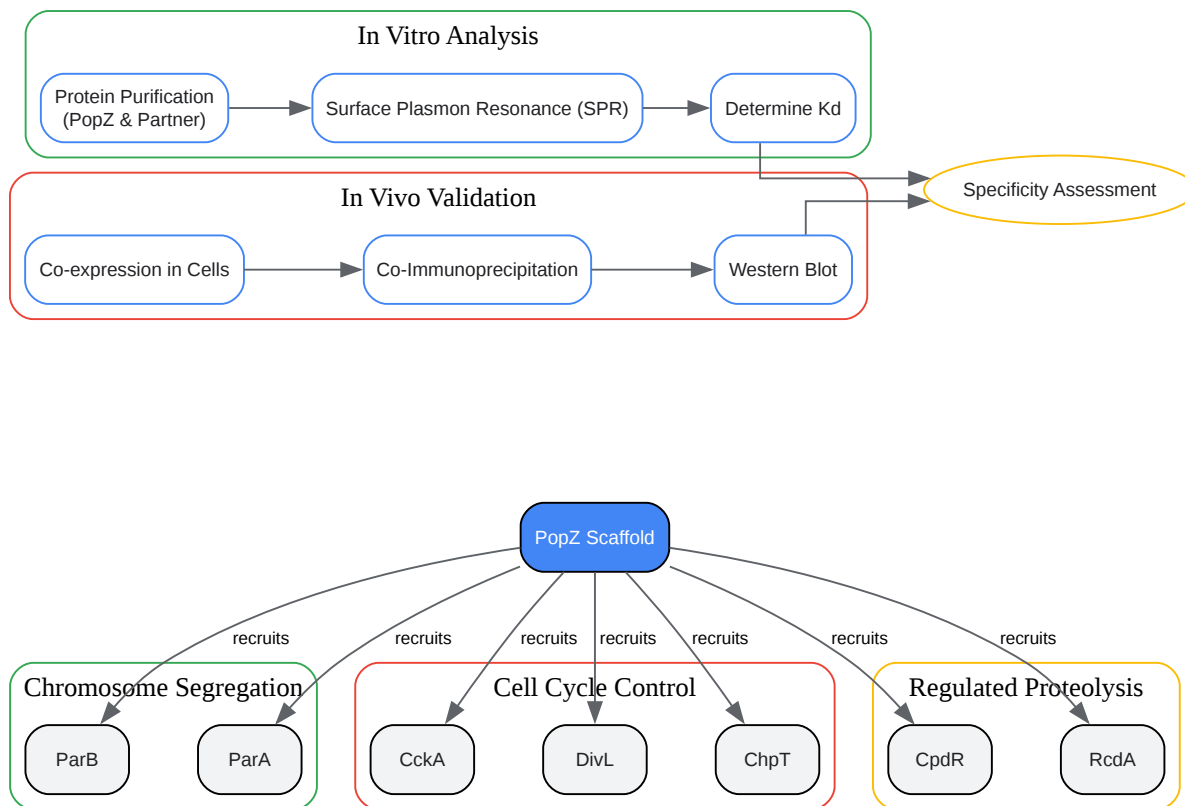 In Vitro Analysis
Protein Purification
(PopZ & Partner)
Surface Plasmon Resonance (SPR)
Determine Kd
Specificity Assessment
In Vivo Validation
Co-expression in Cells
Co-Immunoprecipitation
Western Blot
PopZ Scaffold
recruits
recruits
recruits
recruits
recruits
recruits
recruits
Chromosome Segregation
Cell Cycle Control
Regulated Proteolysis
ParB
ParA
CckA
DivL
ChpT
CpdR
RcdA